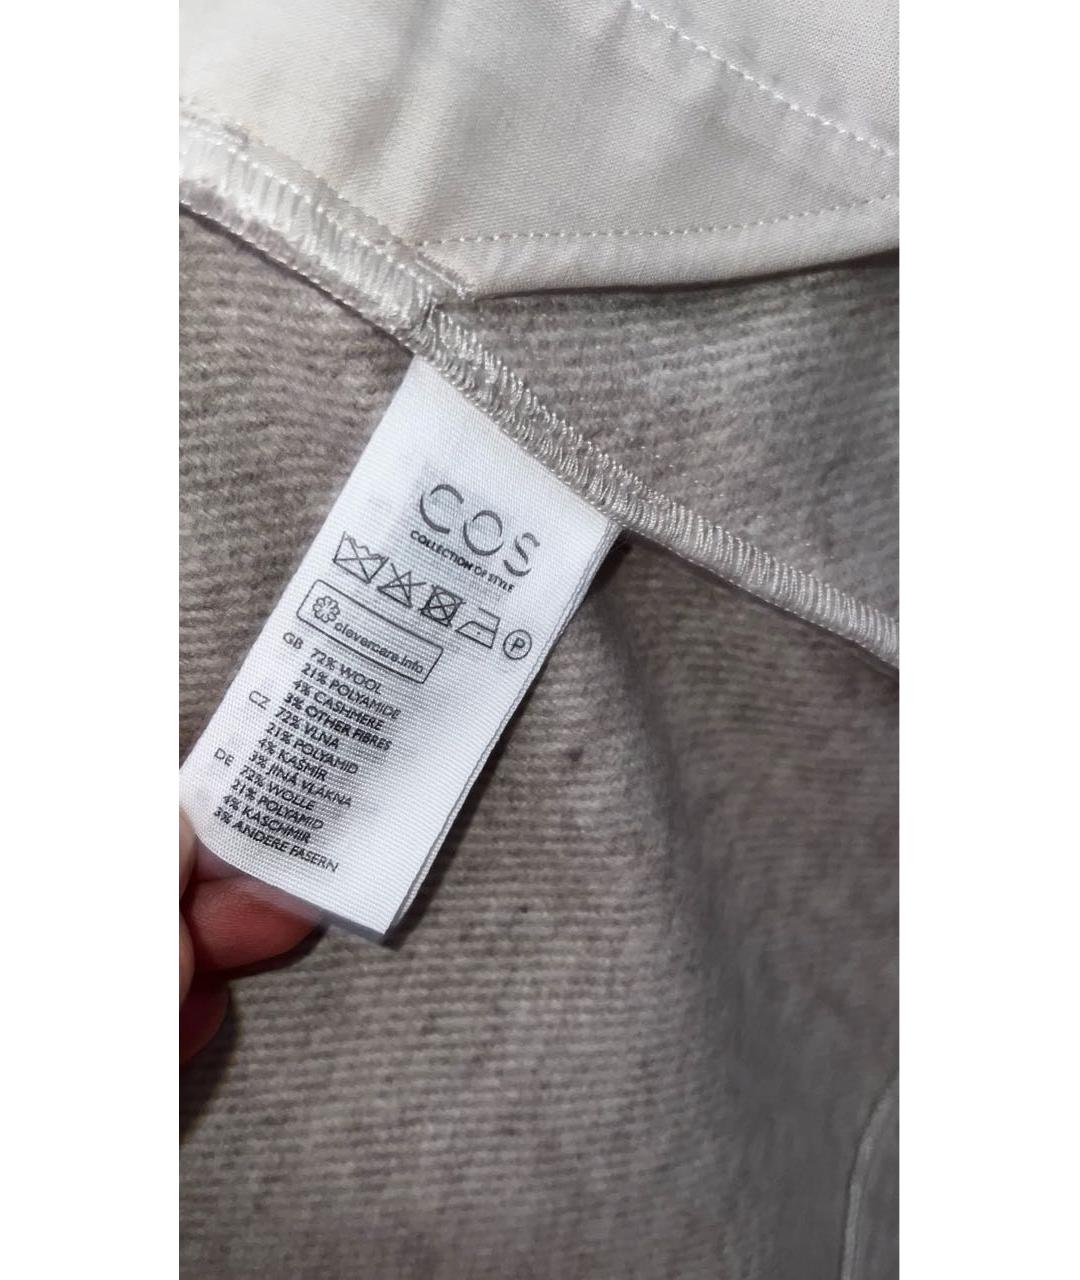 COS
COLLECTION OF STYLE
P
clevercare.info
GB 72% WOOL
21% POLYAMIDE
4% CASHMERE
3% OTHER FIBRES
CZ 72% VLNA
21% POLYAMID
4% KAŠMÍR
3% JINÁ VLÁKNA
DE 72% WOLLE
21% POLYAMID
4% KASCHMIR
3% ANDERE FASERN